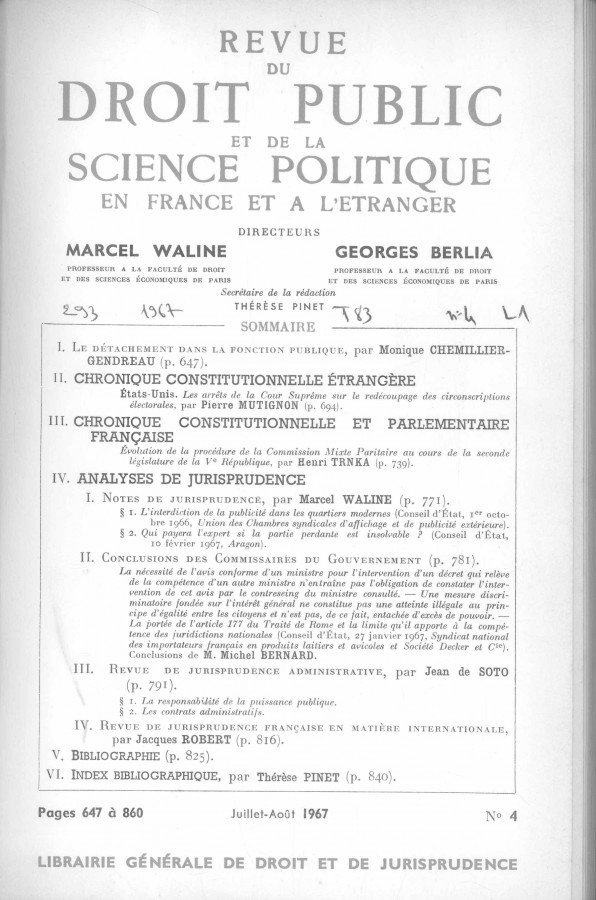 REVUE
DU
DROIT PUBLIC
ET DE LA
SCIENCE POLITIQUE
EN FRANCE ET A L'ETRANGER
DIRECTEURS
MARCEL WALINE GEORGES BERLIA
PROFESSEUR A LA FACULTÉ DE DROIT PROFESSEUR A LA FACULTÉ DE DROIT
ET DES SCIENCES ÉCONOMIQUES DE PARIS ET DES SCIENCES ÉCONOMIQUES DE PARIS
Secrétaire de la rédaction
THÉRÈSE PINET
293 1967 T83 n°4 L1
SOMMAIRE
I. LE DÉTACHEMENT DANS LA FONCTION PUBLIQUE, par Monique CHEMILLIER-
GENDREAU (p. 647).
II. CHRONIQUE CONSTITUTIONNELLE ÉTRANGÈRE
États-Unis. Les arrêts de la Cour Suprême sur le redécoupage des circonscriptions
électorales, par Pierre MUTIGNON (p. 694).
III. CHRONIQUE CONSTITUTIONNELLE ET PARLEMENTAIRE
FRANÇAISE
Évolution de la procédure de la Commission Mixte Paritaire au cours de la seconde
législature de la Ve République, par Henri TRNKA (p. 739).
IV. ANALYSES DE JURISPRUDENCE
I. NOTES DE JURISPRUDENCE, par Marcel WALINE (p. 771).
§ 1. L'interdiction de la publicité dans les quartiers modernes (Conseil d'État, 1er octo-
bre 1966, Union des Chambres syndicales d'affichage et de publicité extérieure).
§ 2. Qui payera l'expert si la partie perdante est insolvable ? (Conseil d'État,
10 février 1967, Aragon).
II. CONCLUSIONS DES COMMISSAIRES DU GOUVERNEMENT (p. 781).
La nécessité de l'avis conforme d'un ministre pour l'intervention d'un décret qui relève
de la compétence d'un autre ministre n'entraîne pas l'obligation de constater l'inter-
vention de cet avis par le contreseing du ministre consulté. — Une mesure discri-
minatoire fondée sur l'intérêt général ne constitue pas une atteinte illégale au prin-
cipe d'égalité entre les citoyens et n'est pas, de ce fait, entachée d'excès de pouvoir. —
La portée de l'article 177 du Traité de Rome et la limite qu'il apporte à la compé-
tence des juridictions nationales (Conseil d'État, 27 janvier 1967, Syndicat national
des importateurs français en produits laitiers et avicoles et Société Decker et Cie).
Conclusions de M. Michel BERNARD.
III. REVUE DE JURISPRUDENCE ADMINISTRATIVE, par Jean de SOTO
(p. 791).
§ 1. La responsabilité de la puissance publique.
§ 2. Les contrats administratifs.
IV. REVUE DE JURISPRUDENCE FRANÇAISE EN MATIÈRE INTERNATIONALE,
par Jacques ROBERT (p. 816).
V. BIBLIOGRAPHIE (p. 825).
VI. INDEX BIBLIOGRAPHIQUE, par Thérèse PINET (p. 840).
Pages 647 à 860 Juillet-Août 1967 No 4
LIBRAIRIE GÉNÉRALE DE DROIT ET DE JURISPRUDENCE